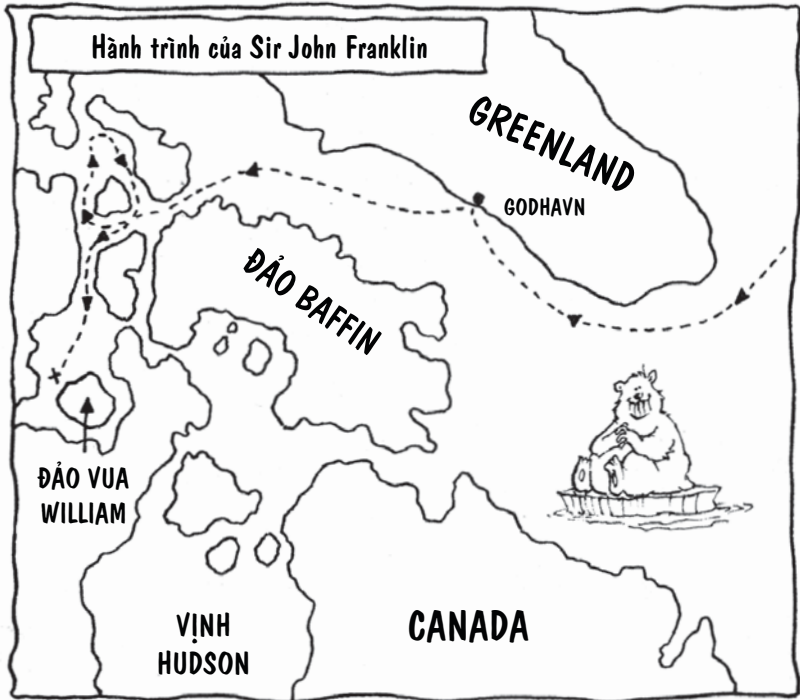 Hành trình của Sir John Franklin
GREENLAND
GODHAVN
ĐẢO BAFFIN
ĐẢO VUA
WILLIAM
VỊNH
HUDSON
CANADA